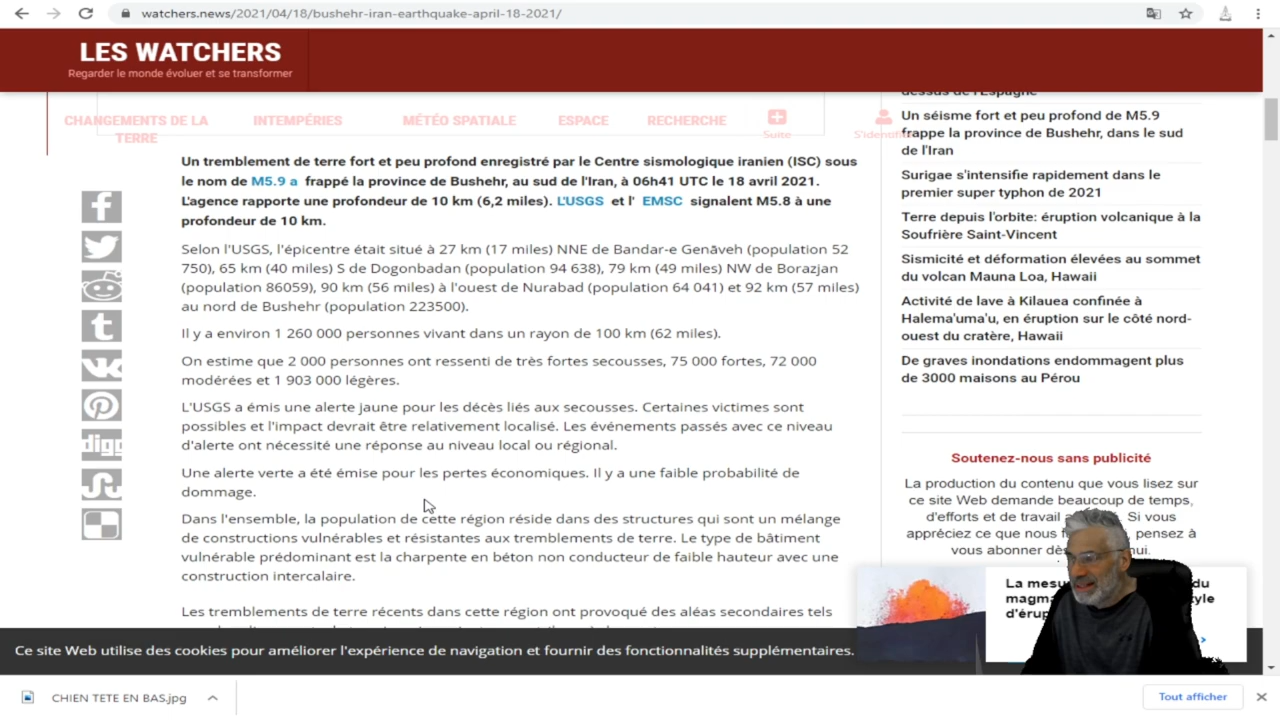 watchers.news/2021/04/18/bushehr-iran-earthquake-april-18-2021/
LES WATCHERS
Regarder le monde évoluer et se transformer
CHANGEMENTS DE LA
TERRE
INTEMPÉRIES
MÉTÉO SPATIALE
ESPACE
RECHERCHE
Suite
Un tremblement de terre fort et peu profond enregistré par le Centre sismologique iranien (ISC) sous
le nom de M5.9 a frappé la province de Bushehr, au sud de l'Iran, à 06h41 UTC le 18 avril 2021.
L'agence rapporte une profondeur de 10 km (6,2 miles). L'USGS et l' EMSC signalent M5.8 à une
profondeur de 10 km.
Selon l'USGS, l'épicentre était situé à 27 km (17 miles) NNE de Bandar-e Genāveh (population 52
750), 65 km (40 miles) S de Dogonbadan (population 94 638), 79 km (49 miles) NW de Borazjan
(population 86059), 90 km (56 miles) à l'ouest de Nurabad (population 64 041) et 92 km (57 miles)
au nord de Bushehr (population 223500).
Il y a environ 1 260 000 personnes vivant dans un rayon de 100 km (62 miles).
On estime que 2 000 personnes ont ressenti de très fortes secousses, 75 000 fortes, 72 000
modérées et 1 903 000 légères.
L'USGS a émis une alerte jaune pour les décès liés aux secousses. Certaines victimes sont
possibles et l'impact devrait être relativement localisé. Les événements passés avec ce niveau
d'alerte ont nécessité une réponse au niveau local ou régional.
Une alerte verte a été émise pour les pertes économiques. Il y a une faible probabilité de
dommage.
Dans l'ensemble, la population de cette région réside dans des structures qui sont un mélange
de constructions vulnérables et résistantes aux tremblements de terre. Le type de bâtiment
vulnérable prédominant est la charpente en béton non conducteur de faible hauteur avec une
construction intercalaire.
Les tremblements de terre récents dans cette région ont provoqué des aléas secondaires tels
dessus de l'Espagne
Un séisme fort et peu profond de M5.9
frappe la province de Bushehr, dans le sud
de l'Iran
Surigae s'intensifie rapidement dans le
premier super typhon de 2021
Terre depuis l'orbite: éruption volcanique à la
Soufrière Saint-Vincent
Sismicité et déformation élevées au sommet
du volcan Mauna Loa, Hawaii
Activité de lave à Kilauea confinée à
Halema'uma'u, en éruption sur le côté nord-
ouest du cratère, Hawaii
De graves inondations endommagent plus
de 3000 maisons au Pérou
Soutenez-nous sans publicité
La production du contenu que vous lisez sur
ce site Web demande beaucoup de temps,
d'efforts et de travail Si vous
appréciez ce que nous pensez à
vous abonner
La du
magm
d'éru
digg
Ce site Web utilise des cookies pour améliorer l'expérience de navigation et fournir des fonctionnalités supplémentaires.
CHIEN TETE EN BAS.jpg
Tout afficher